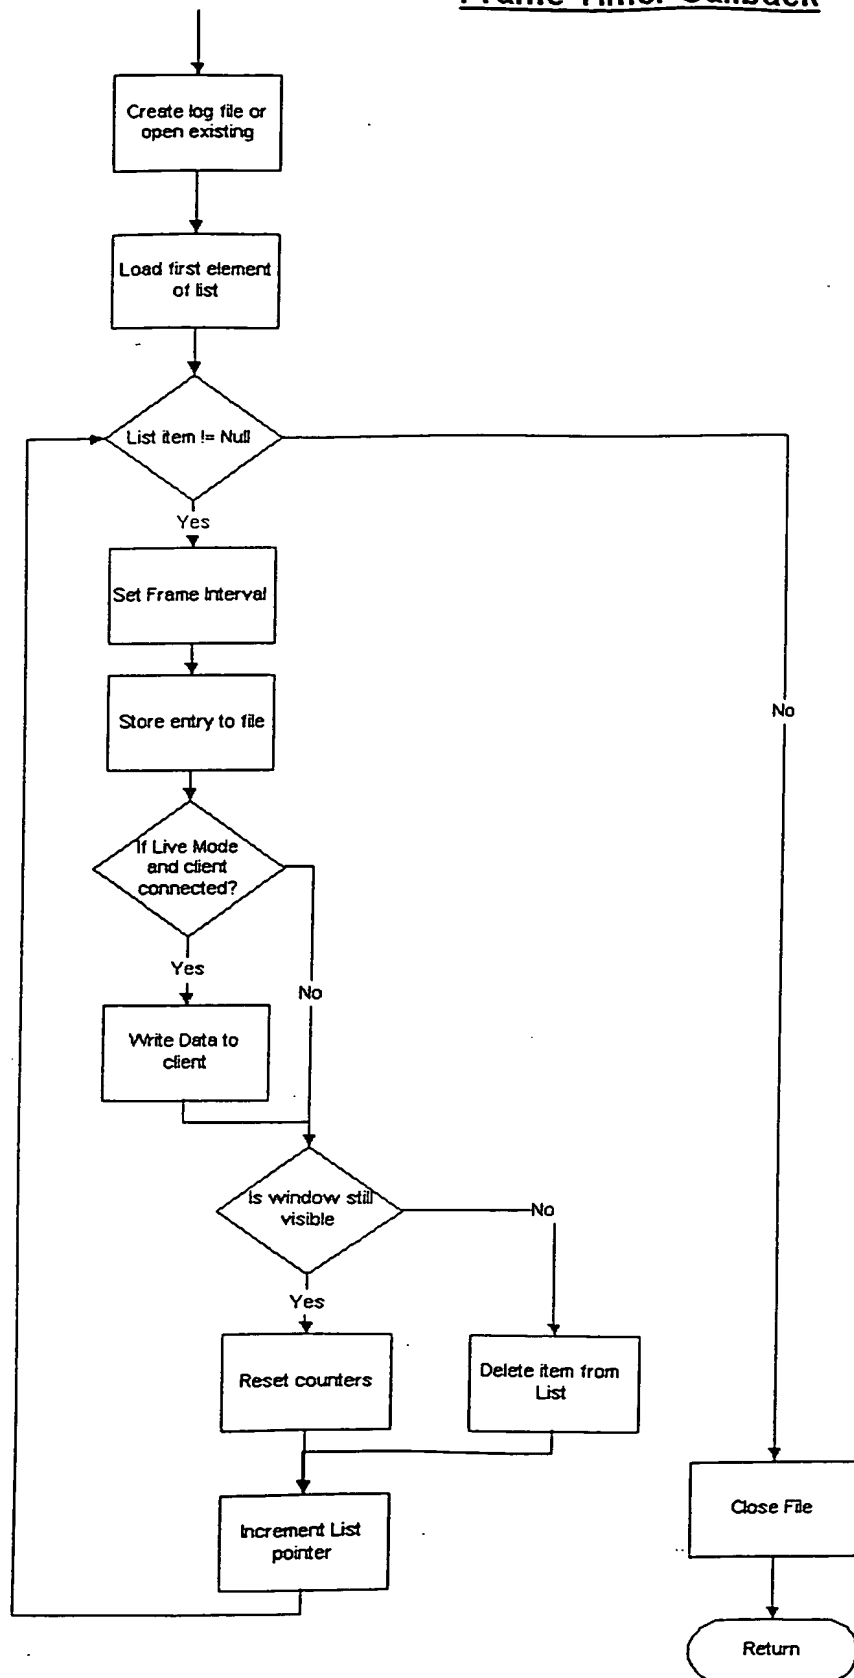 Frame Timer Callback
Create log file or
open existing
Load first element
of list
List item != Null
Yes
Set Frame Interval
Store entry to file
No
If Live Mode
and client
connected?
Yes
No
Write Data to
client
Is window still
visible
No
Yes
Reset counters
Delete item from
List
Increment List
pointer
Close File
Return